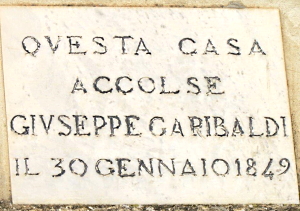 QVESTA CASA
ACCOLSE
GIVSEPPE GARIBALDI
IL 30 GENNAIO 1849